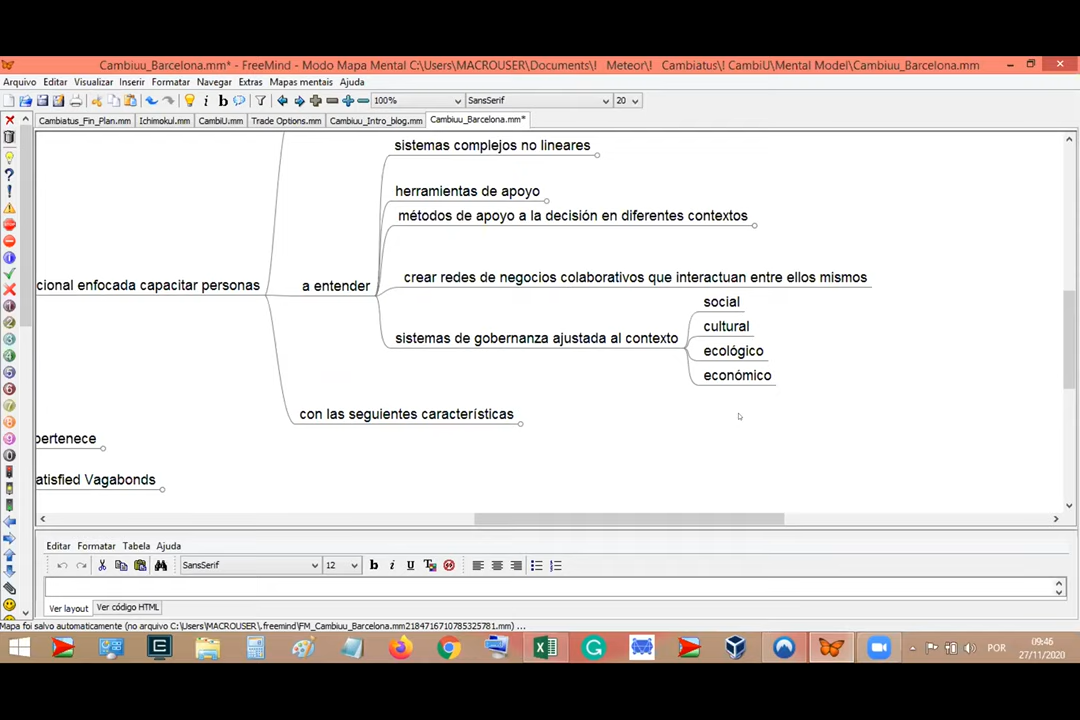 Cambiuu_Barcelona.mm* - FreeMind - Modo Mapa Mental C:\Users\MACROUSER\Documents\! Meteor\! Cambiatus\! CambiU\Mental Model\Cambiuu_Barcelona.mm
Arquivo Editar Visualizar Inserir Formatar Navegar Extras Mapas mentais Ajuda
100% SansSerif 20
Cambiatus_Fin_Plan.mm Ichimokul.mm CambiU.mm Trade Options.mm Cambiuu_Intro_blog.mm Cambiuu_Barcelona.mm*
sistemas complejos no lineares
herramientas de apoyo
métodos de apoyo a la decisión en diferentes contextos
crear redes de negocios colaborativos que interactuan entre ellos mismos
cional enfocada capacitar personas
a entender
social
cultural
sistemas de gobernanza ajustada al contexto
ecológico
económico
con las seguientes características
pertenece
atisfied Vagabonds
Editar Formatar Tabela Ajuda
SansSerif 12
Ver layout Ver código HTML
Mapa foi salvo automaticamente (no arquivo C:\Users\MACROUSER\.freemind\FM_Cambiuu_Barcelona.mm2184716710785325781.mm) ...
POR
09:46
27/11/2020